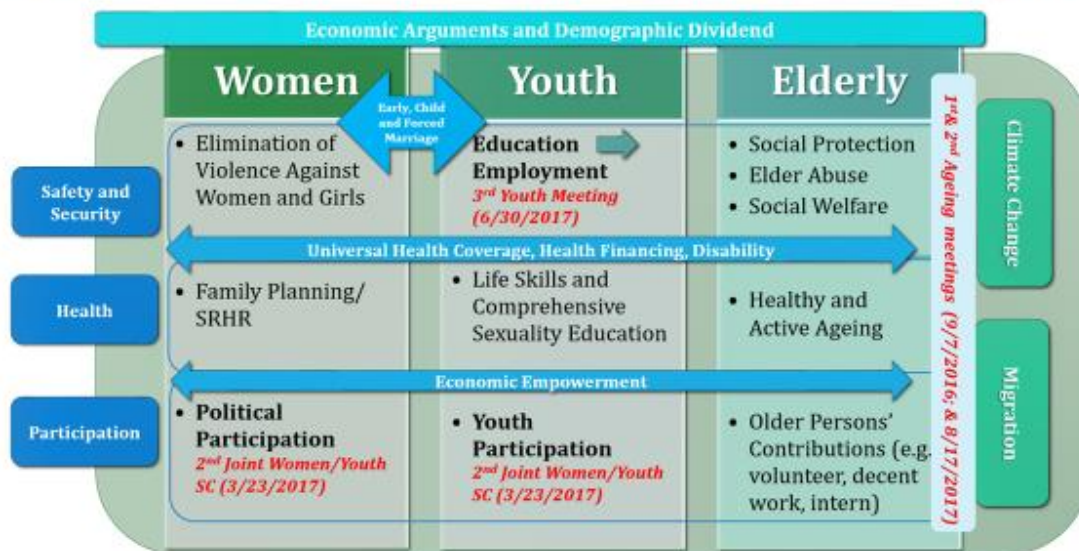 Economic Arguments and Demographic Dividend
Women
Youth
Elderly
Early, Child
and Forced
Marriage
Safety and
Security
• Elimination of
Violence Against
Women and Girls
Education
Employment
3rd Youth Meeting
(6/30/2017)
• Social Protection
• Elder Abuse
• Social Welfare
Universal Health Coverage, Health Financing, Disability
Health
• Family Planning/
SRHR
• Life Skills and
Comprehensive
Sexuality Education
• Healthy and
Active Ageing
Economic Empowerment
Participation
• Political
Participation
2nd Joint Women/Youth
SC (3/23/2017)
• Youth
Participation
2nd Joint Women/Youth
SC (3/23/2017)
• Older Persons'
Contributions (e.g.
volunteer, decent
work, intern)
1st& 2nd Ageing meetings (9/7/2016; & 8/17/2017)
Climate Change
Migration